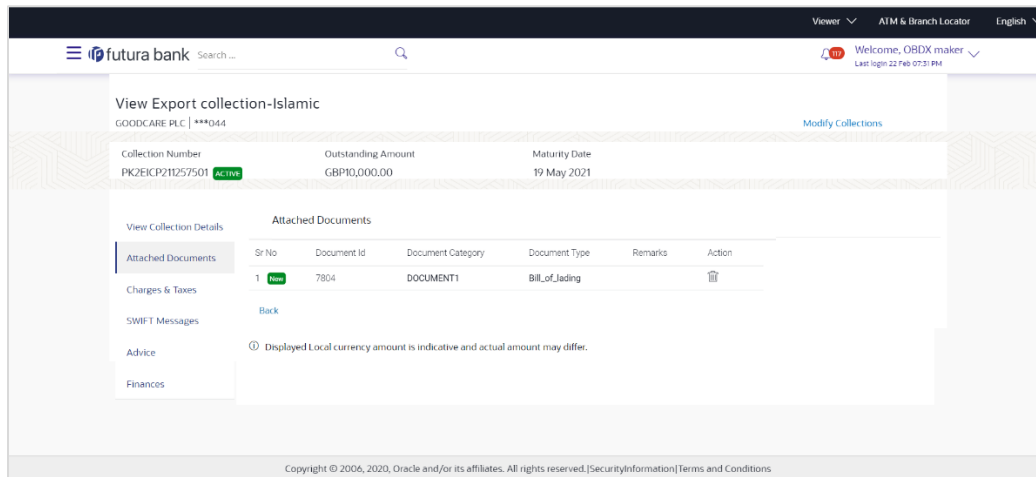 Viewer ATM & Branch Locator English
futura bank Search ... 117 Welcome, OBDX maker
Last login 22 Feb 07:31 PM
View Export collection-Islamic
GOODCARE PLC | ***044 Modify Collections
Collection Number Outstanding Amount Maturity Date
PK2EICP211257501 ACTIVE GBP10,000.00 19 May 2021
View Collection Details Attached Documents
Attached Documents Sr No Document Id Document Category Document Type Remarks Action
1 New 7804 DOCUMENT1 Bill_of_lading
Charges & Taxes
Back
SWIFT Messages
Advice Displayed Local currency amount is indicative and actual amount may differ.
Finances
Copyright © 2006, 2020, Oracle and/or its affiliates. All rights reserved.|SecurityInformation|Terms and Conditions